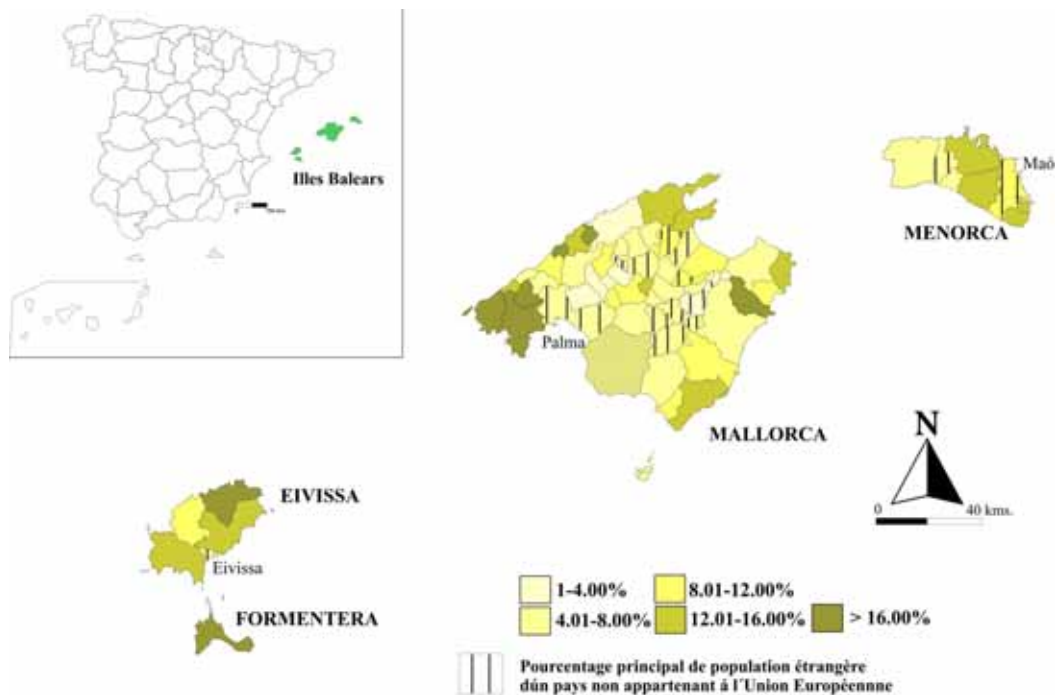 Illes Balears
Maó
MENORCA
Palma
MALLORCA
N
0 40 kms.
EIVISSA
Eivissa
FORMENTERA
1-4.00%
8.01-12.00%
4.01-8.00%
12.01-16.00%
> 16.00%
Pourcentage principal de population étrangère
dún pays non appartenant á l´Union Européennne